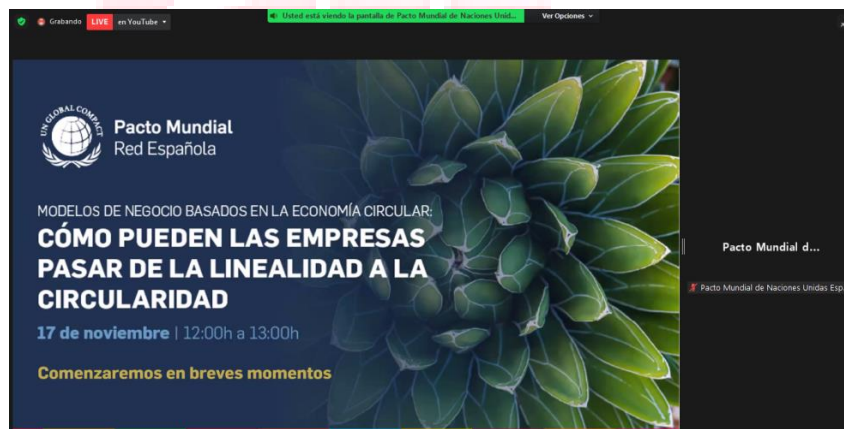 Grabando LIVE en YouTube
Usted está viendo la pantalla de Pacto Mundial de Naciones Unid... Ver Opciones
UN GLOBAL COMPACT
Pacto Mundial
Red Española
MODELOS DE NEGOCIO BASADOS EN LA ECONOMÍA CIRCULAR:
CÓMO PUEDEN LAS EMPRESAS
PASAR DE LA LINEALIDAD A LA
CIRCULARIDAD
17 de noviembre | 12:00h a 13:00h
Comenzaremos en breves momentos
Pacto Mundial d...
Pacto Mundial de Naciones Unidas Esp